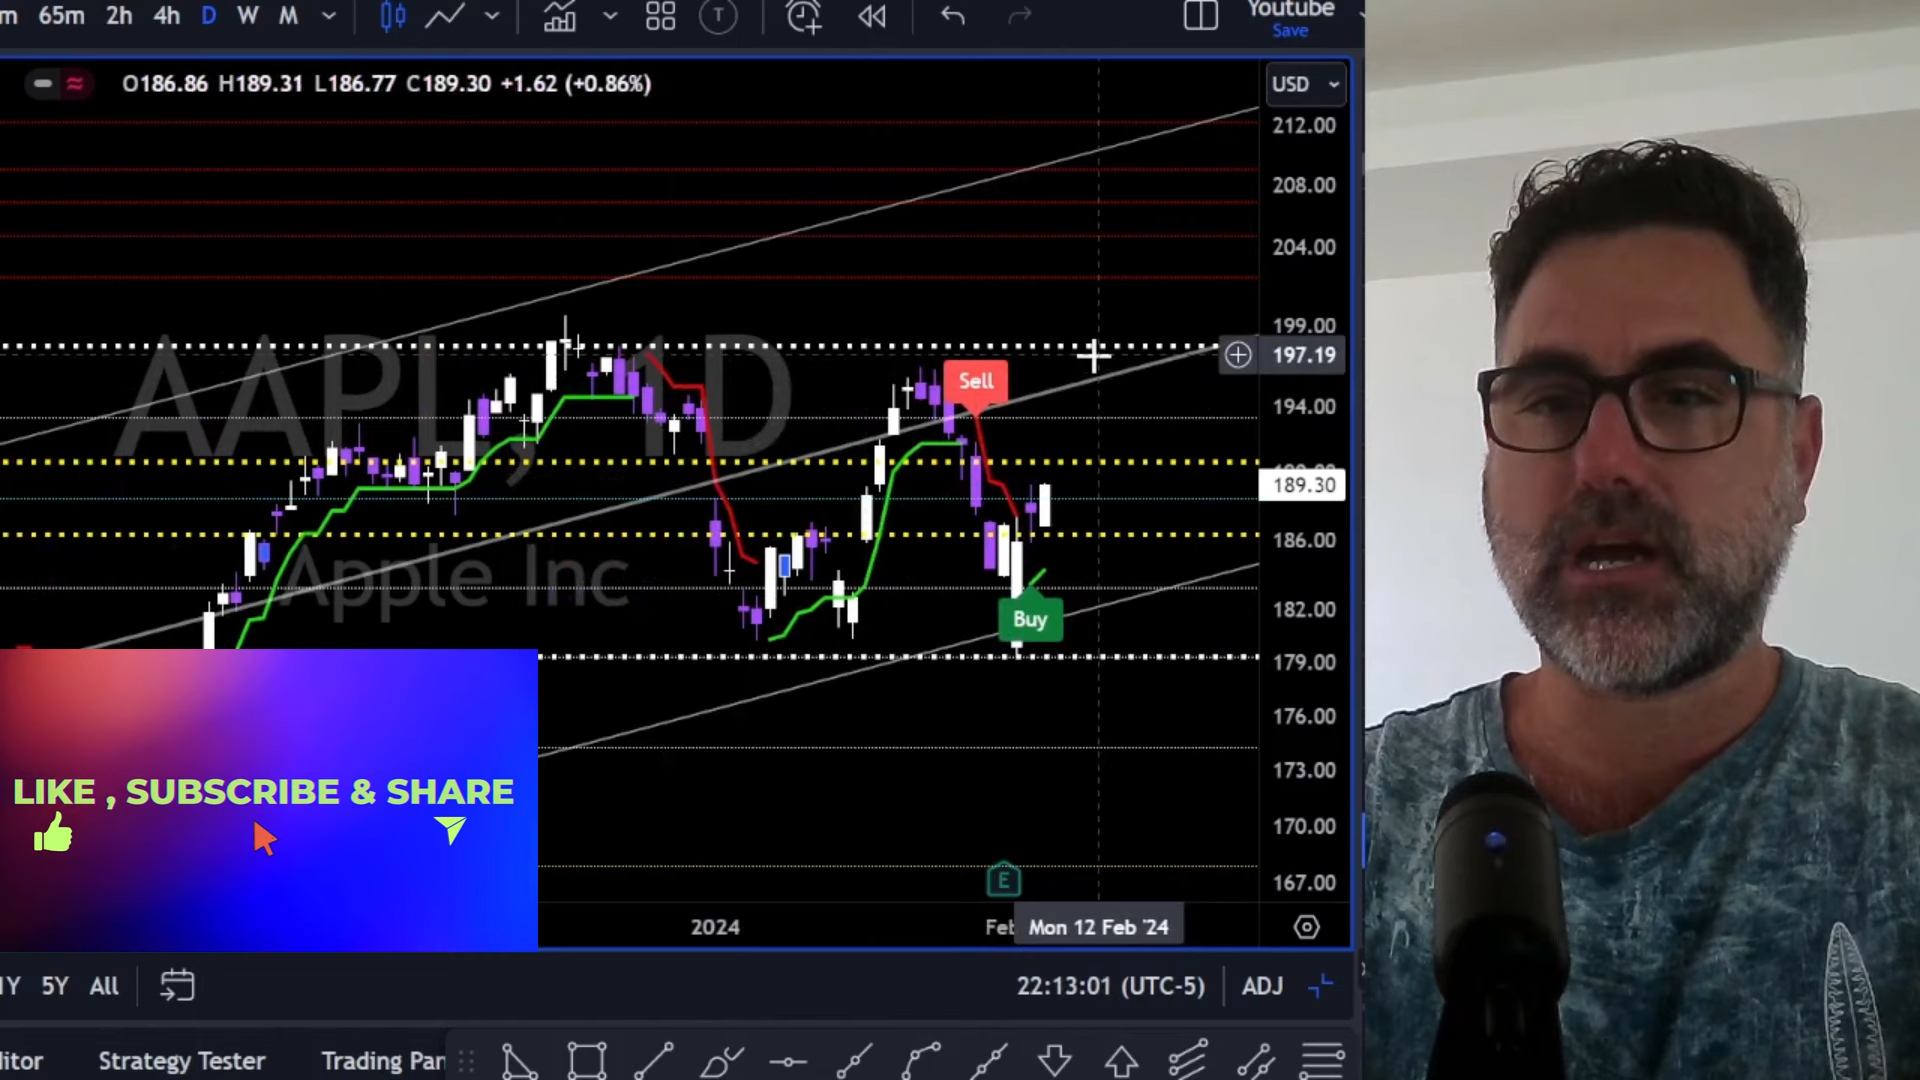 m 65m 2h 4h D W M
T
Youtube
Save
O186.86 H189.31 L186.77 C189.30 +1.62 (+0.86%)
USD
212.00
208.00
204.00
199.00
197.19
194.00
189.30
186.00
182.00
179.00
176.00
173.00
170.00
167.00
AAPL, 1D
Apple Inc
Sell
Buy
LIKE , SUBSCRIBE & SHARE
E
2024
Feb
Mon 12 Feb '24
1Y 5Y All
22:13:01 (UTC-5)
ADJ
itor
Strategy Tester
Trading Pan